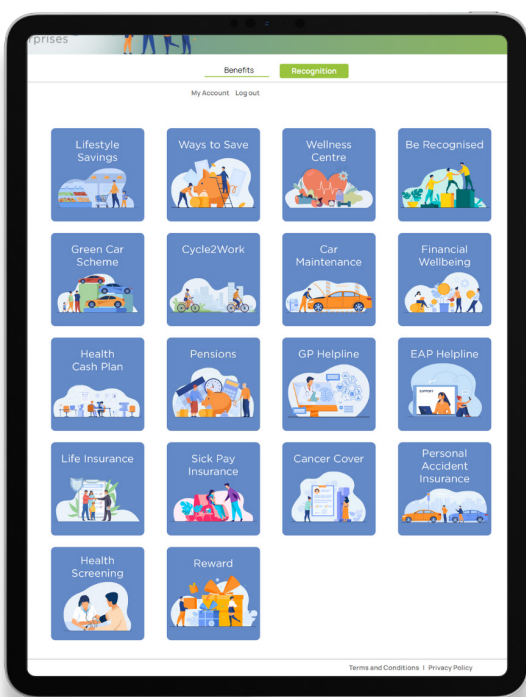 Benefits
Recognition
My Account Log out
Lifestyle
Savings
Ways to Save
Wellness
Centre
Be Recognised
Green Car
Scheme
Cycle2Work
Car
Maintenance
Financial
Wellbeing
Health
Cash Plan
Pensions
GP Helpline
EAP Helpline
SUPPORT
Life Insurance
Sick Pay
Insurance
Cancer Cover
Personal
Accident
Insurance
Health
Screening
Reward
Terms and Conditions | Privacy Policy